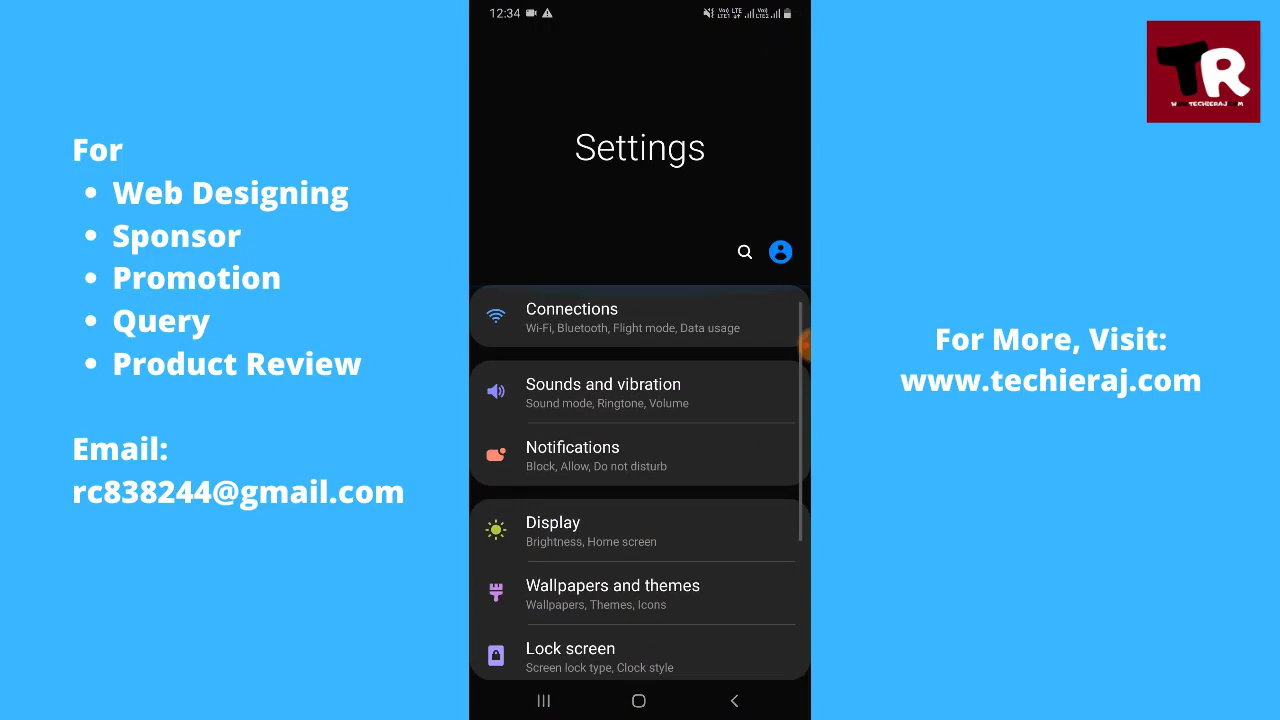 For
Web Designing
Sponsor
Promotion
Query
Product Review
Email:
rc838244@gmail.com
12:34
Settings
Connections
Wi-Fi, Bluetooth, Flight mode, Data usage
Sounds and vibration
Sound mode, Ringtone, Volume
Notifications
Block, Allow, Do not disturb
Display
Brightness, Home screen
Wallpapers and themes
Wallpapers, Themes, Icons
Lock screen
Screen lock type, Clock style
TR
For More, Visit:
www.techieraj.com